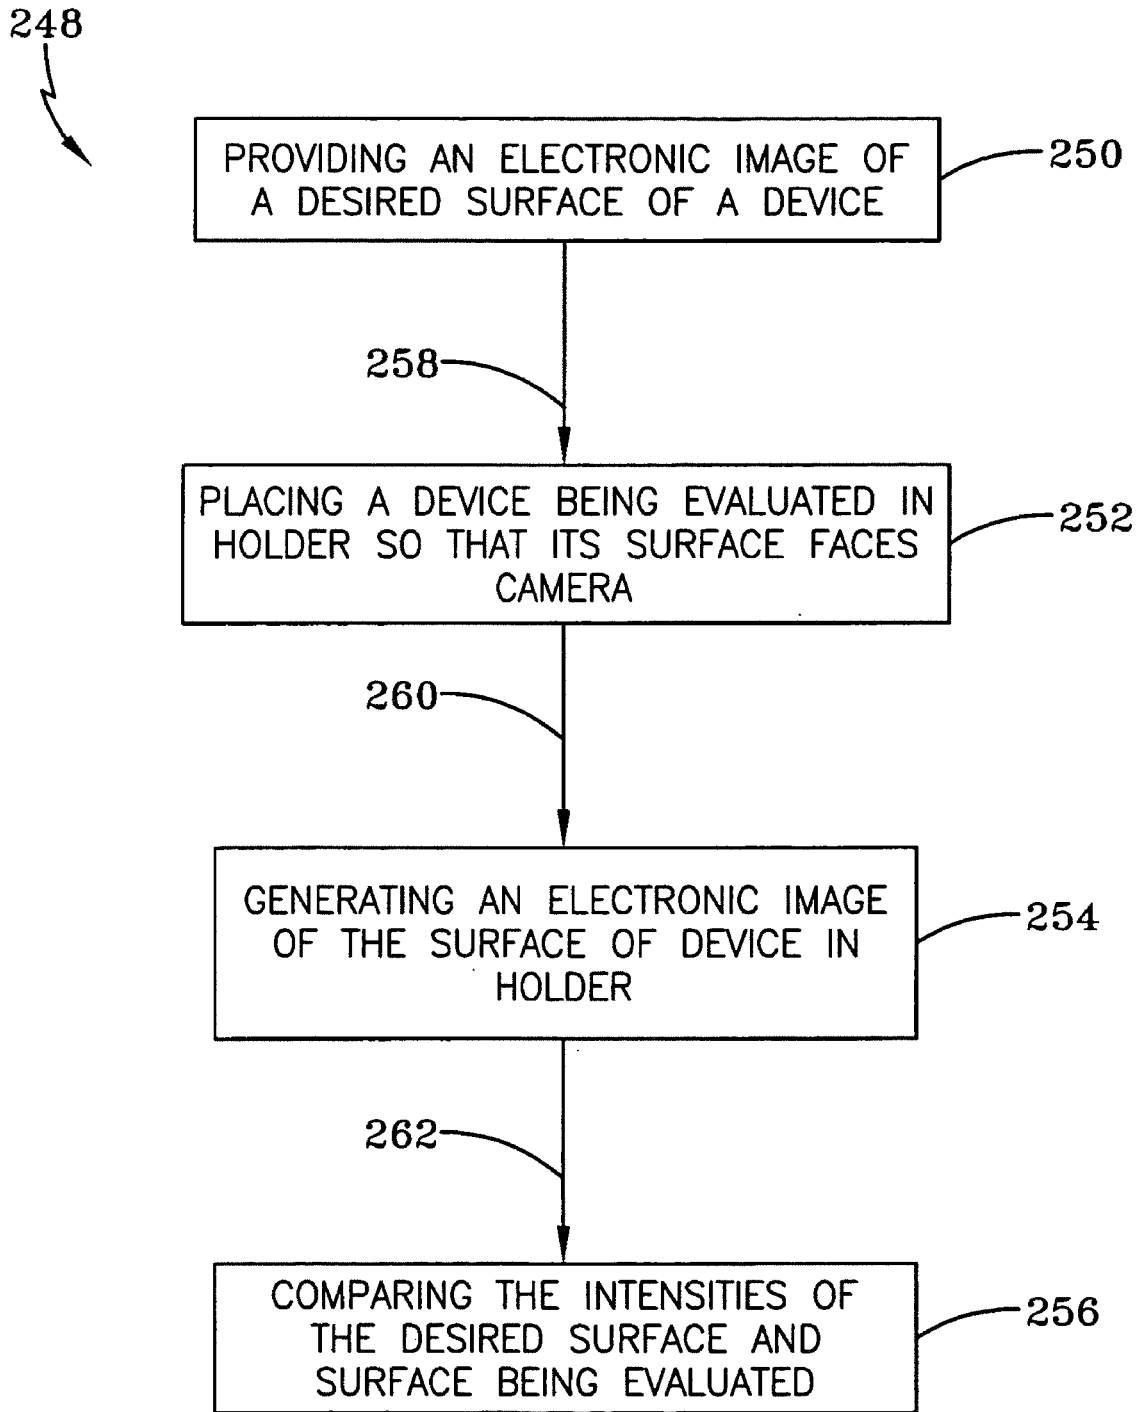 248
PROVIDING AN ELECTRONIC IMAGE OF
A DESIRED SURFACE OF A DEVICE
250
258
PLACING A DEVICE BEING EVALUATED IN
HOLDER SO THAT ITS SURFACE FACES
CAMERA
252
260
GENERATING AN ELECTRONIC IMAGE
OF THE SURFACE OF DEVICE IN
HOLDER
254
262
COMPARING THE INTENSITIES OF
THE DESIRED SURFACE AND
SURFACE BEING EVALUATED
256